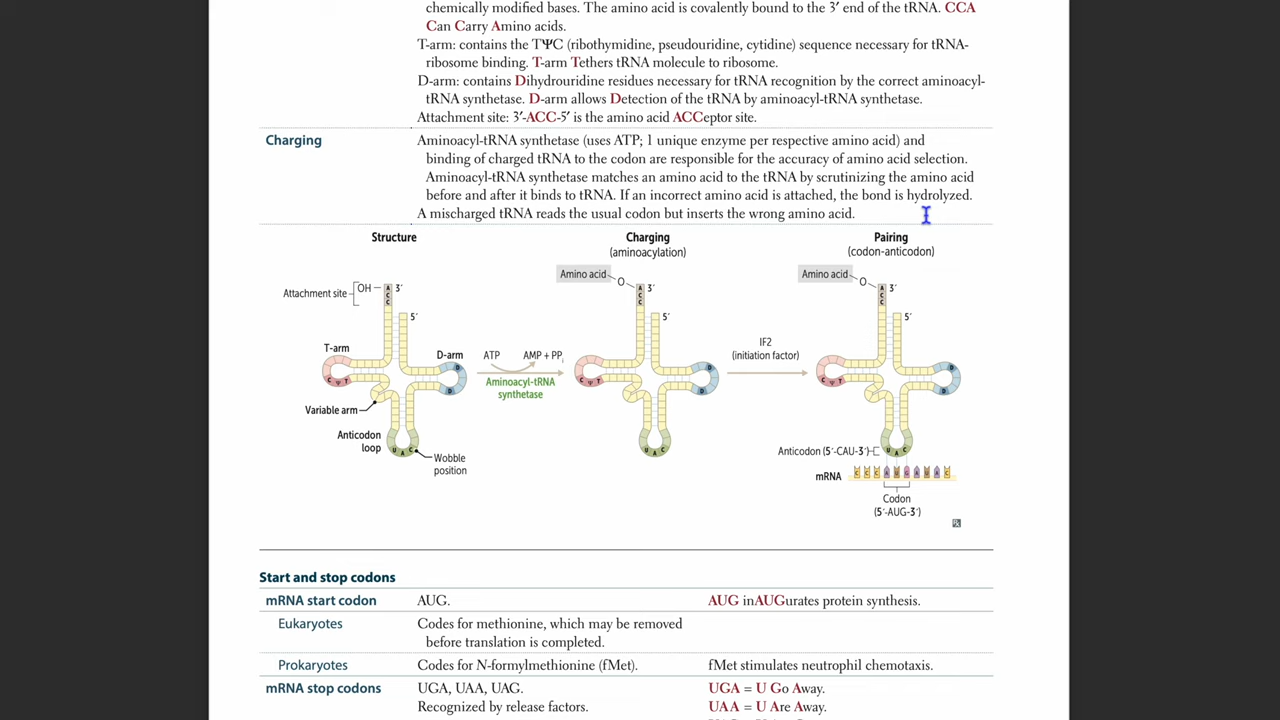 chemically modified bases. The amino acid is covalently bound to the 3′ end of the tRNA. CCA
Can Carry Amino acids.
T-arm: contains the TΨC (ribothymidine, pseudouridine, cytidine) sequence necessary for tRNA-
ribosome binding. T-arm Tethers tRNA molecule to ribosome.
D-arm: contains Dihydrouridine residues necessary for tRNA recognition by the correct aminoacyl-
tRNA synthetase. D-arm allows Detection of the tRNA by aminoacyl-tRNA synthetase.
Attachment site: 3′-ACC-5′ is the amino acid ACCeptor site.
Charging
Aminoacyl-tRNA synthetase (uses ATP; 1 unique enzyme per respective amino acid) and
binding of charged tRNA to the codon are responsible for the accuracy of amino acid selection.
Aminoacyl-tRNA synthetase matches an amino acid to the tRNA by scrutinizing the amino acid
before and after it binds to tRNA. If an incorrect amino acid is attached, the bond is hydrolyzed.
A mischarged tRNA reads the usual codon but inserts the wrong amino acid.
Structure
Attachment site
OH
A
C
C
3′
5′
T-arm
D-arm
C Ψ T
D
D
Variable arm
Anticodon
loop
U A C
Wobble
position
ATP
AMP + PPi
Aminoacyl-tRNA
synthetase
Charging
(aminoacylation)
Amino acid
O
A
C
C
3′
5′
C Ψ T
D
D
U A C
IF2
(initiation factor)
Pairing
(codon-anticodon)
Amino acid
O
A
C
C
3′
5′
C Ψ T
D
D
Anticodon (5′-CAU-3′)
U A C
mRNA
C C C A U G A U A C
Codon
(5′-AUG-3′)
Start and stop codons
mRNA start codon
AUG.
AUG inAUGurates protein synthesis.
Eukaryotes
Codes for methionine, which may be removed
before translation is completed.
Prokaryotes
Codes for N-formylmethionine (fMet).
fMet stimulates neutrophil chemotaxis.
mRNA stop codons
UGA, UAA, UAG.
UGA = U Go Away.
Recognized by release factors.
UAA = U Are Away.